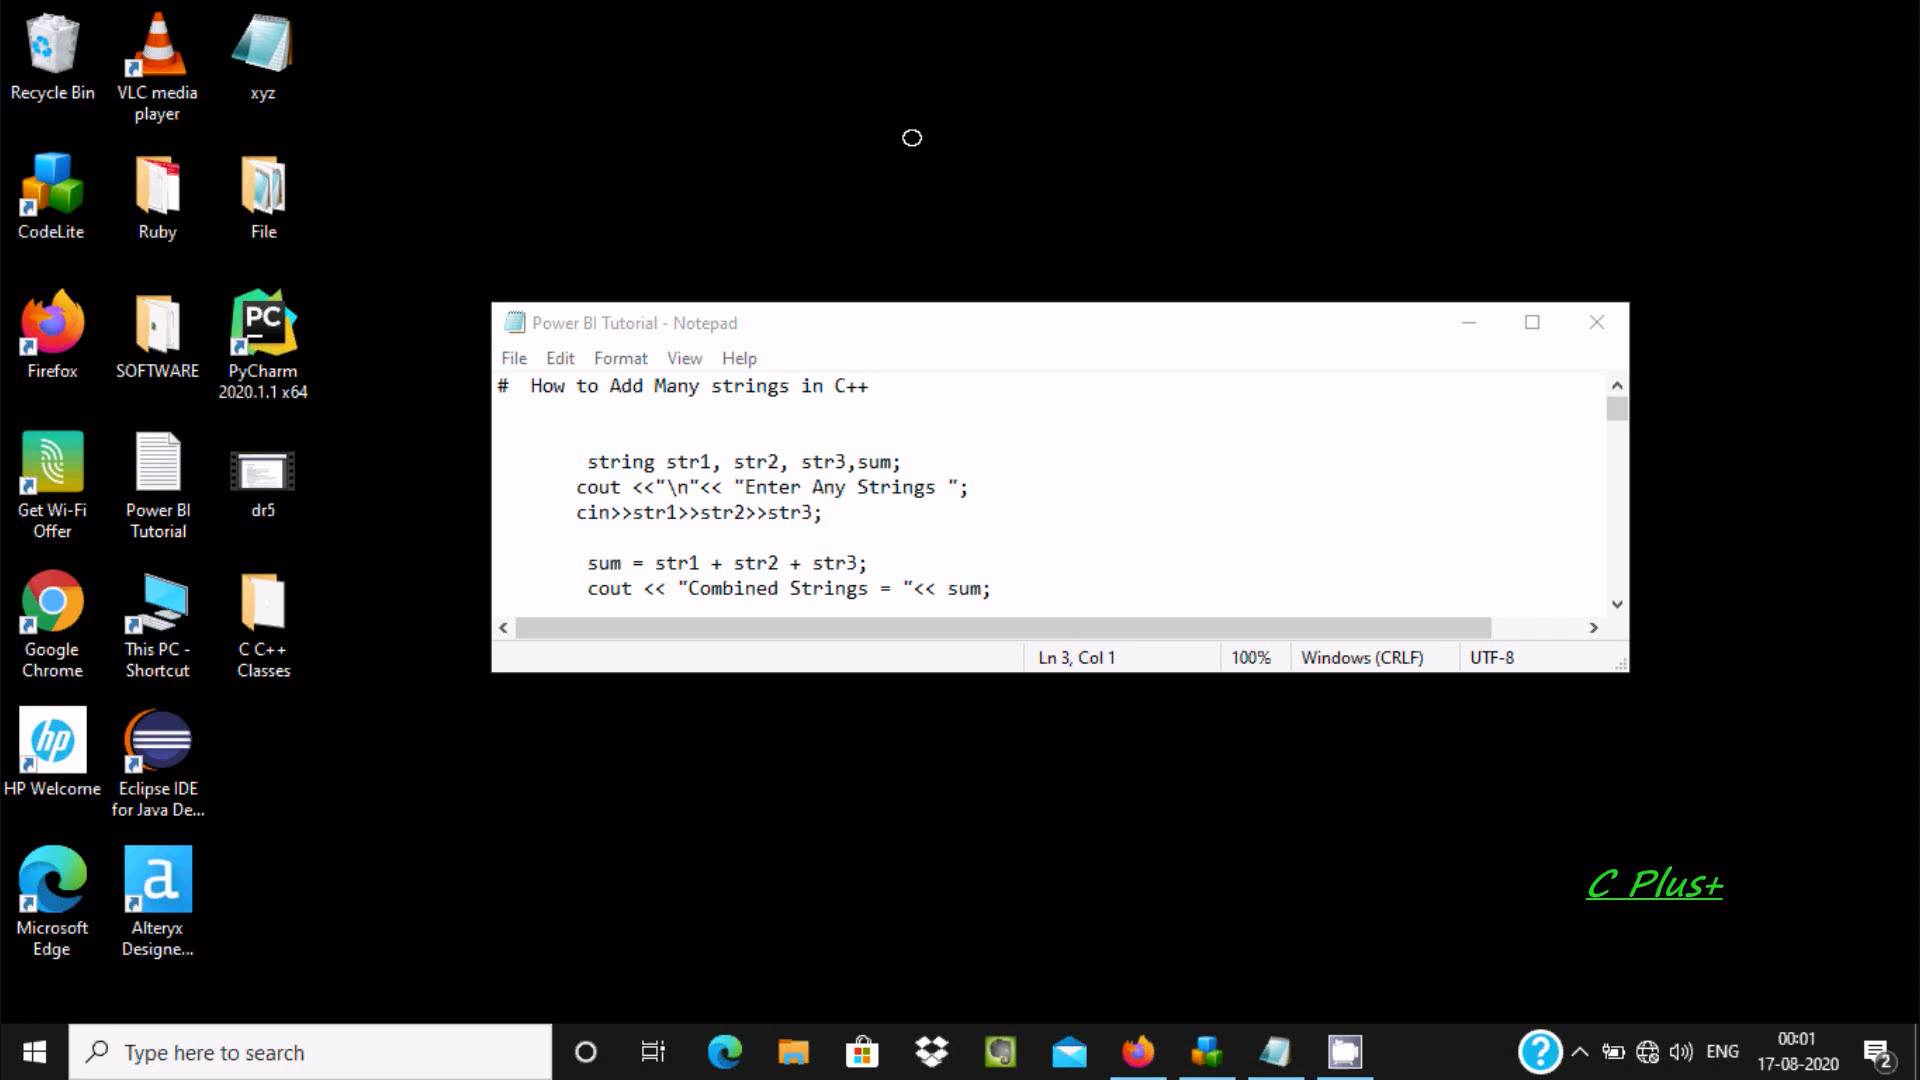 Recycle Bin
VLC media
player
xyz
CodeLite
Ruby
File
Firefox
SOFTWARE
PC
PyCharm
2020.1.1 x64
Get Wi-Fi
Offer
Power BI
Tutorial
dr5
Google
Chrome
This PC -
Shortcut
C C++
Classes
hp
HP Welcome
Eclipse IDE
for Java De...
Microsoft
Edge
a
Alteryx
Designe...
Power BI Tutorial - Notepad
File Edit Format View Help
# How to Add Many strings in C++
string str1, str2, str3,sum;
cout <<"\n"<< "Enter Any Strings ";
cin>>str1>>str2>>str3;
sum = str1 + str2 + str3;
cout << "Combined Strings = "<< sum;
Ln 3, Col 1 100% Windows (CRLF) UTF-8
C Plus+
Type here to search
?
ENG
00:01
17-08-2020
2